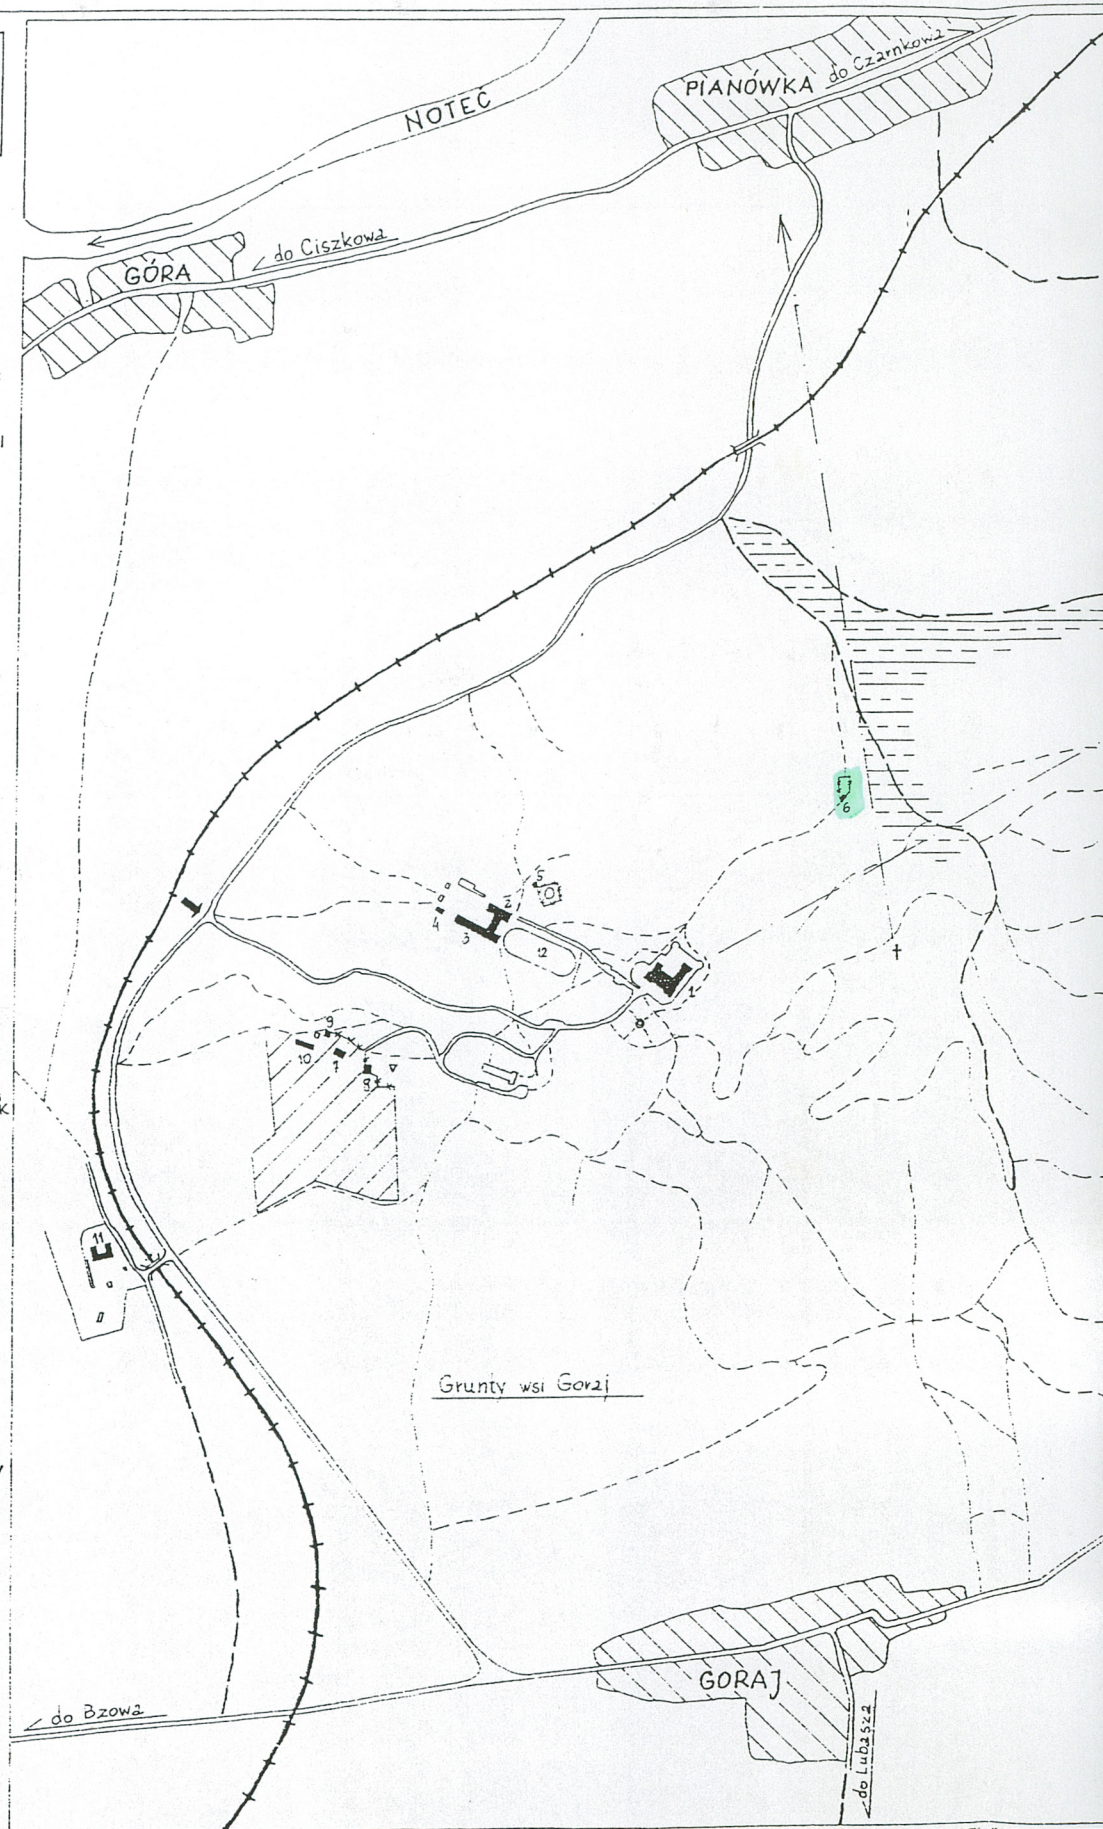 NOTEĆ
PIANÓWKA
do Czarnkowa
GÓRA
do Ciszkowa
6
5
2
4
3
12
1
9
10
7
8
k
11
Grunty wsi Goraj
y
GORAJ
do Bzowa
do Lubasza